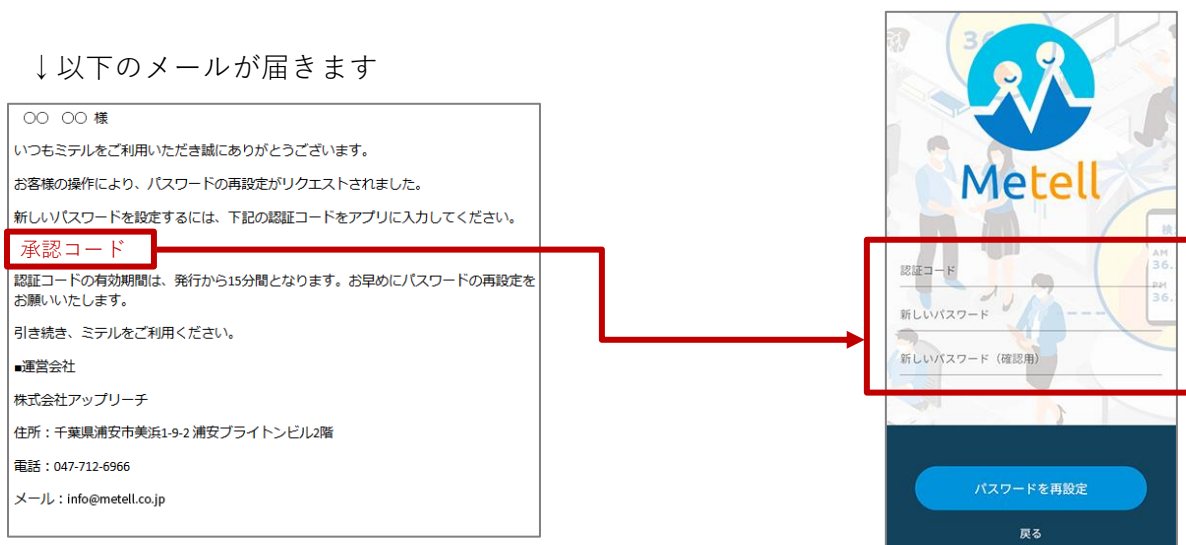 ↓以下のメールが届きます
○○ ○○ 様
いつもミテルをご利用いただき誠にありがとうございます。
お客様の操作により、パスワードの再設定がリクエストされました。
新しいパスワードを設定するには、下記の認証コードをアプリに入力してください。
承認コード
認証コードの有効期間は、発行から15分間となります。お早めにパスワードの再設定を
お願いいたします。
引き続き、ミテルをご利用ください。
■運営会社
株式会社アップリーチ
住所：千葉県浦安市美浜1-9-2 浦安ブライトンビル2階
電話：047-712-6966
メール：info@metell.co.jp
36.
Metell
検
AM
36.
PM
36.
認証コード
新しいパスワード
新しいパスワード（確認用）
パスワードを再設定
戻る